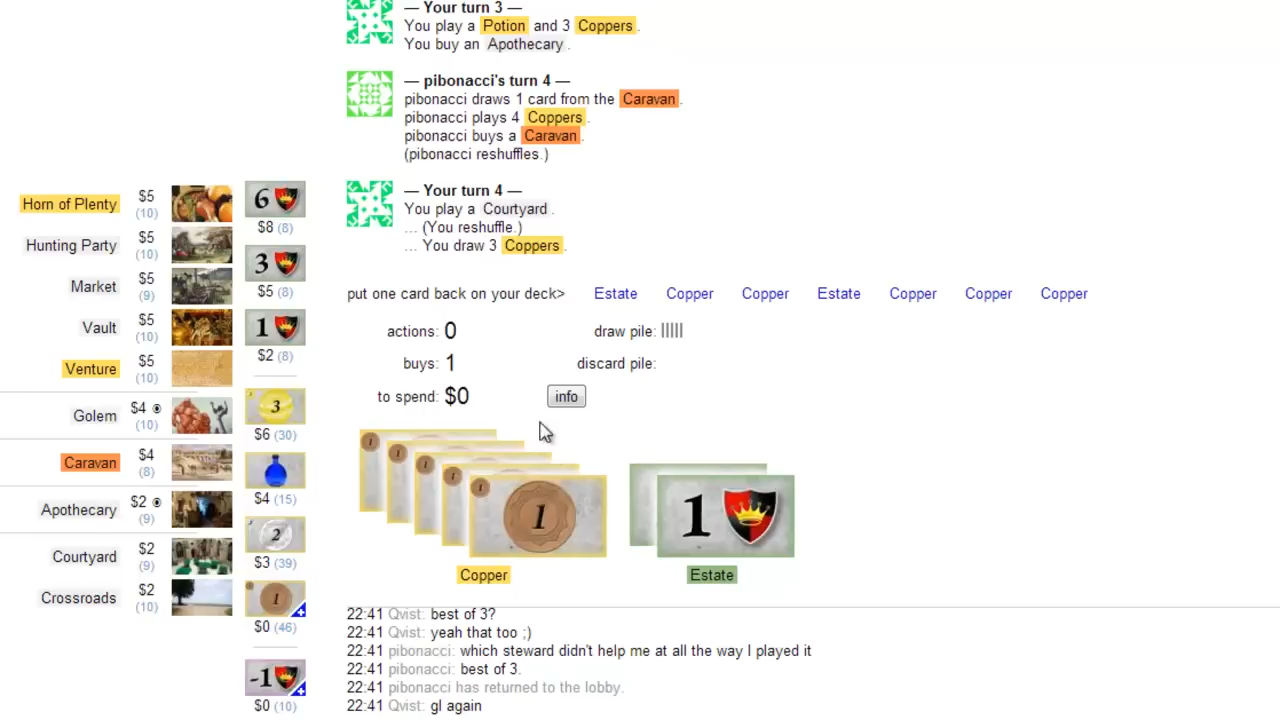 — Your turn 3 —
You play a Potion and 3 Coppers.
You buy an Apothecary.
— pibonacci's turn 4 —
pibonacci draws 1 card from the Caravan.
pibonacci plays 4 Coppers.
pibonacci buys a Caravan.
(pibonacci reshuffles.)
— Your turn 4 —
You play a Courtyard.
... (You reshuffle.)
... You draw 3 Coppers.
put one card back on your deck> Estate Copper Copper Estate Copper Copper Copper
actions: 0 draw pile:
buys: 1 discard pile:
to spend: $0 info
1
1
Copper Estate
Horn of Plenty $5 (10)
Hunting Party $5 (10)
Market $5 (9)
Vault $5 (10)
Venture $5 (10)
Golem $4 (10)
Caravan $4 (8)
Apothecary $2 (9)
Courtyard $2 (9)
Crossroads $2 (10)
6
$8 (8)
3
$5 (8)
1
$2 (8)
3
$6 (30)
$4 (15)
2
$3 (39)
1
$0 (46)
-1
$0 (10)
22:41 Qvist: best of 3?
22:41 Qvist: yeah that too ;)
22:41 pibonacci: which steward didn't help me at all the way I played it
22:41 pibonacci: best of 3.
22:41 pibonacci has returned to the lobby.
22:41 Qvist: gl again